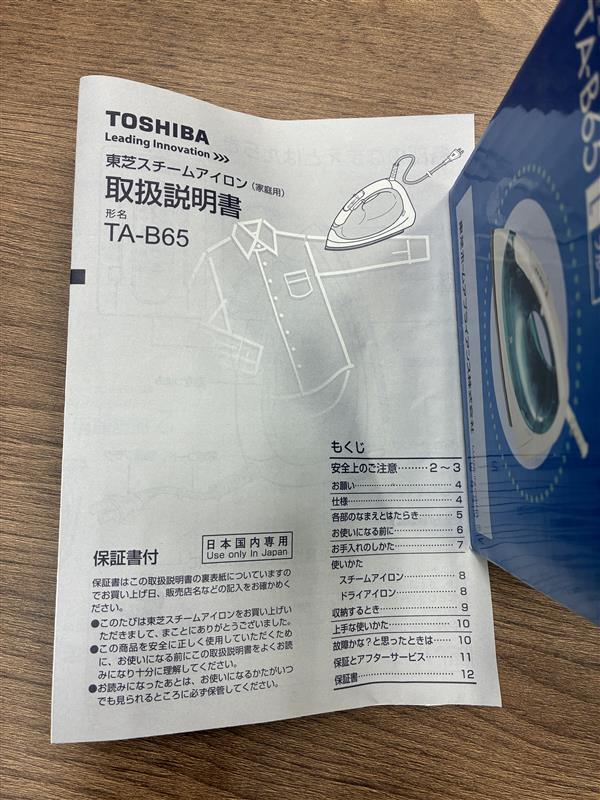 TOSHIBA
Leading Innovation >>>
東芝スチームアイロン(家庭用)
取扱説明書
形名
TA-B65
もくじ
安全上のご注意………2〜3
お願い……………………4
仕様………………………4
各部のなまえとはたらき……5
お使いになる前に…………6
お手入れのしかた…………7
使いかた
スチームアイロン…………8
ドライアイロン……………8
収納するとき………………9
上手な使いかた……………10
故障かな?と思ったときは……10
保証とアフターサービス……11
保証書……………………12
保証書付
日本国内専用
Use only In Japan
保証書はこの取扱説明書の裏表紙についていますの
でお買い上げ日、販売店名などの記入をお確かめく
ださい。
●このたびは東芝スチームアイロンをお買い上げい
ただきまして、まことにありがとうございました。
●この商品を安全に正しく使用していただくため
に、お使いになる前にこの取扱説明書をよくお読
みになり十分に理解してください。
●お読みになったあとは、お使いになるかたがいつ
でも見られるところに必ず保管してください。
TA-B65